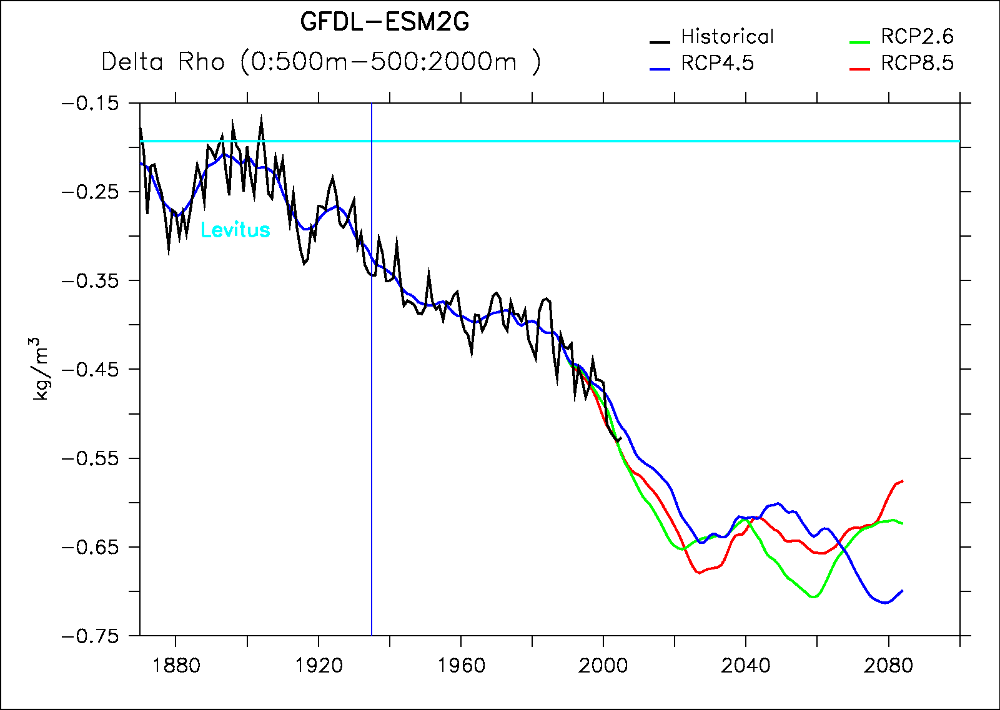 GFDL-ESM2G
Delta Rho (0:500m-500:2000m )
Historical
RCP2.6
RCP4.5
RCP8.5
-0.15
-0.25
-0.35
-0.45
-0.55
-0.65
-0.75
kg/m³
Levitus
1880 1920 1960 2000 2040 2080